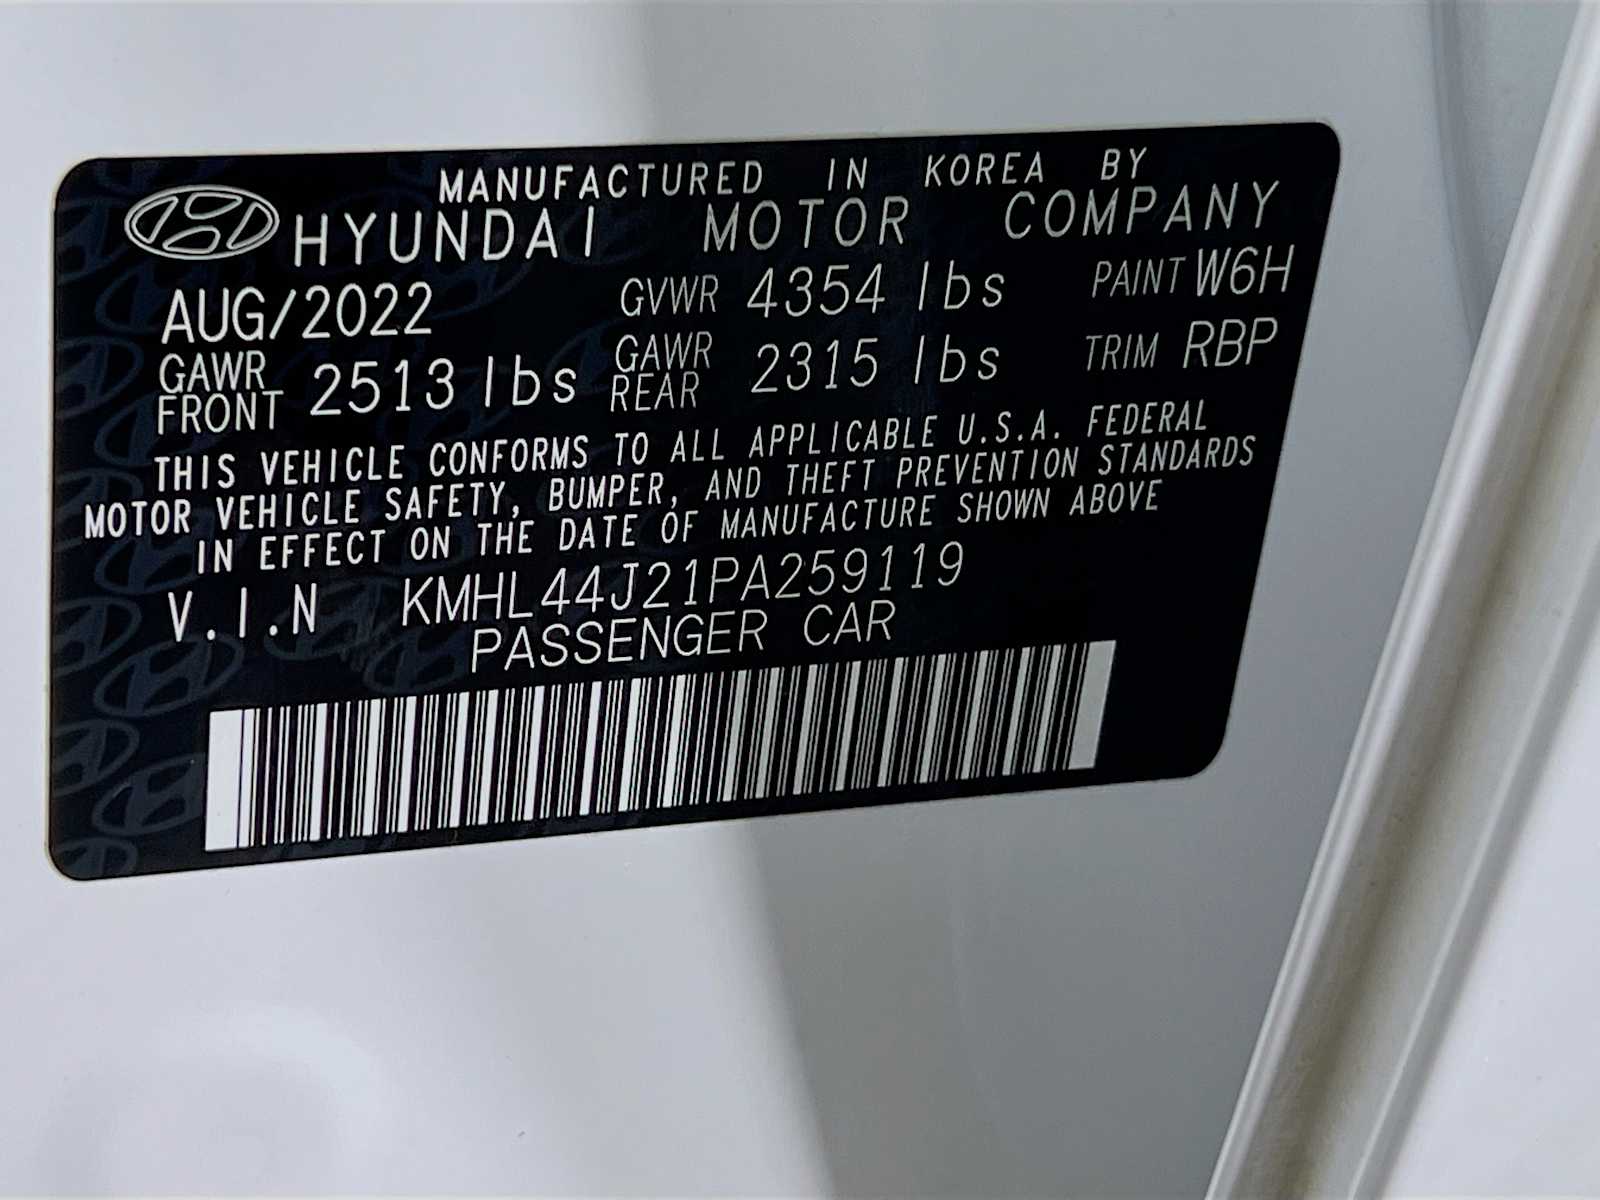 MANUFACTURED IN KOREA BY
HYUNDAI MOTOR COMPANY
AUG/2022 GVWR 4354 lbs PAINT W6H
GAWR FRONT 2513 lbs GAWR REAR 2315 lbs TRIM RBP
THIS VEHICLE CONFORMS TO ALL APPLICABLE U.S.A. FEDERAL
MOTOR VEHICLE SAFETY, BUMPER, AND THEFT PREVENTION STANDARDS
IN EFFECT ON THE DATE OF MANUFACTURE SHOWN ABOVE
V.I.N KMHL44J21PA259119
PASSENGER CAR